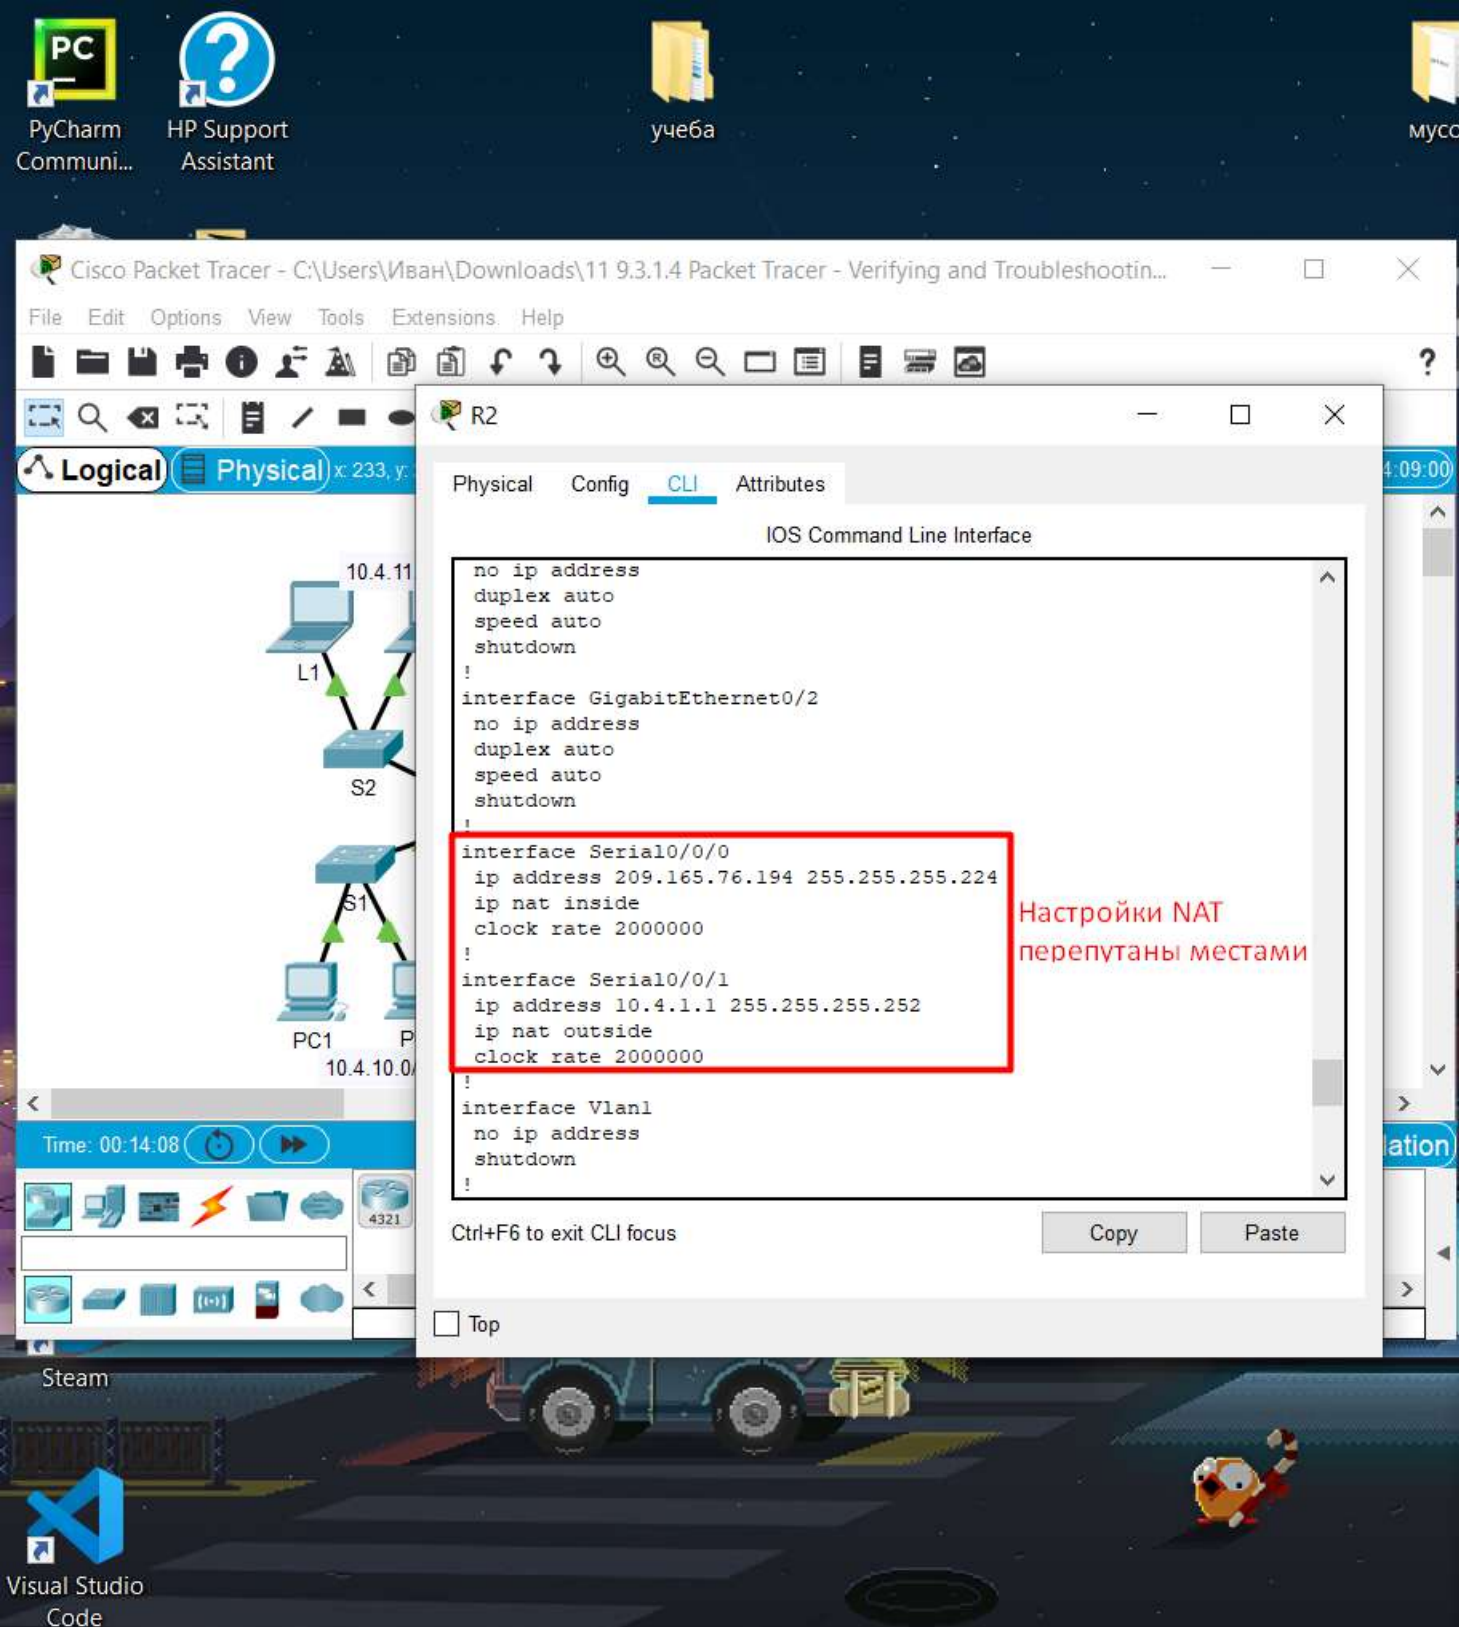 PC
PyCharm
Communi...
HP Support
Assistant
учеба
Cisco Packet Tracer - C:\Users\Иван\Downloads\11 9.3.1.4 Packet Tracer - Verifying and Troubleshootin...
File Edit Options View Tools Extensions Help
R2
Logical
Physical
x: 233, y:
4:09:00
Physical Config CLI Attributes
IOS Command Line Interface
no ip address
duplex auto
speed auto
shutdown
!
interface GigabitEthernet0/2
no ip address
duplex auto
speed auto
shutdown
!
interface Serial0/0/0
ip address 209.165.76.194 255.255.255.224
ip nat inside
clock rate 2000000
!
interface Serial0/0/1
ip address 10.4.1.1 255.255.255.252
ip nat outside
clock rate 2000000
!
interface Vlan1
no ip address
shutdown
!
Настройки NAT
перепутаны местами
10.4.11
L1
S2
S1
PC1
P
10.4.10.0/
Time: 00:14:08
lation
4321
Ctrl+F6 to exit CLI focus
Copy
Paste
Top
Steam
Visual Studio
Code